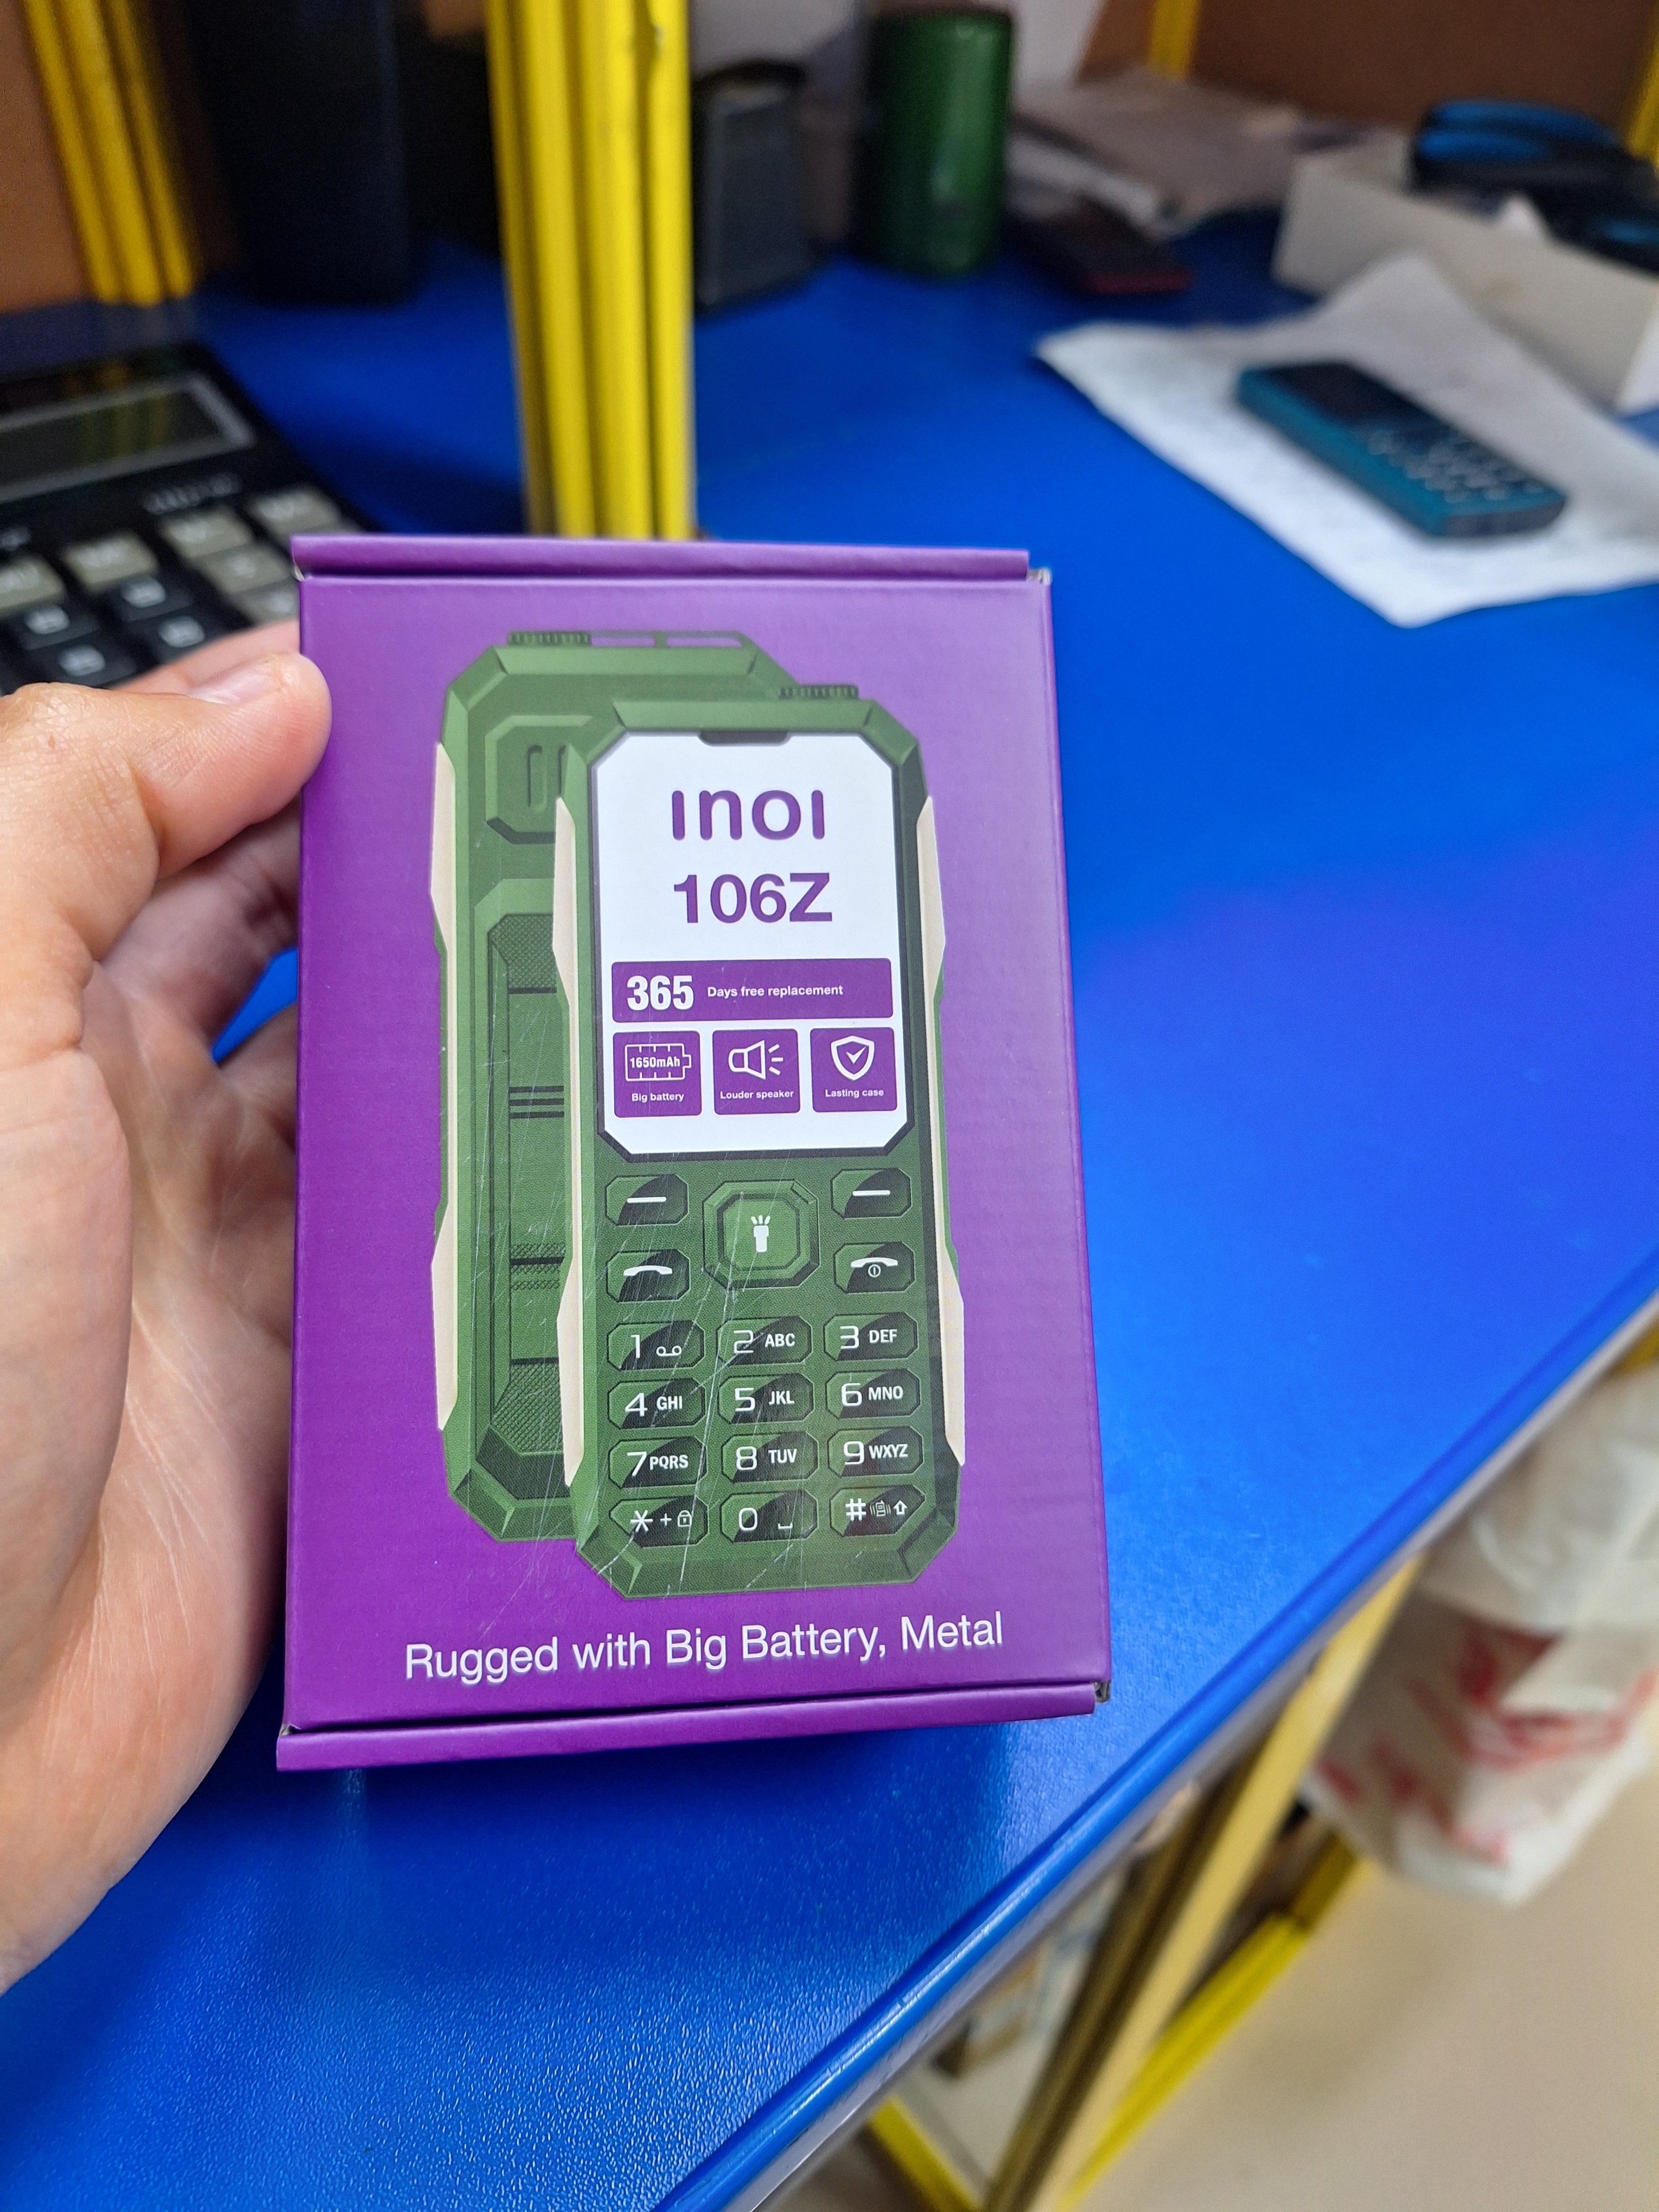 ınoı
106Z
365 Days free replacement
1650mAh
Big battery
Louder speaker
Lasting case
1
2 ABC
3 DEF
4 GHI
5 JKL
6 MNO
7 PQRS
8 TUV
9 WXYZ
* +
0
#
Rugged with Big Battery, Metal